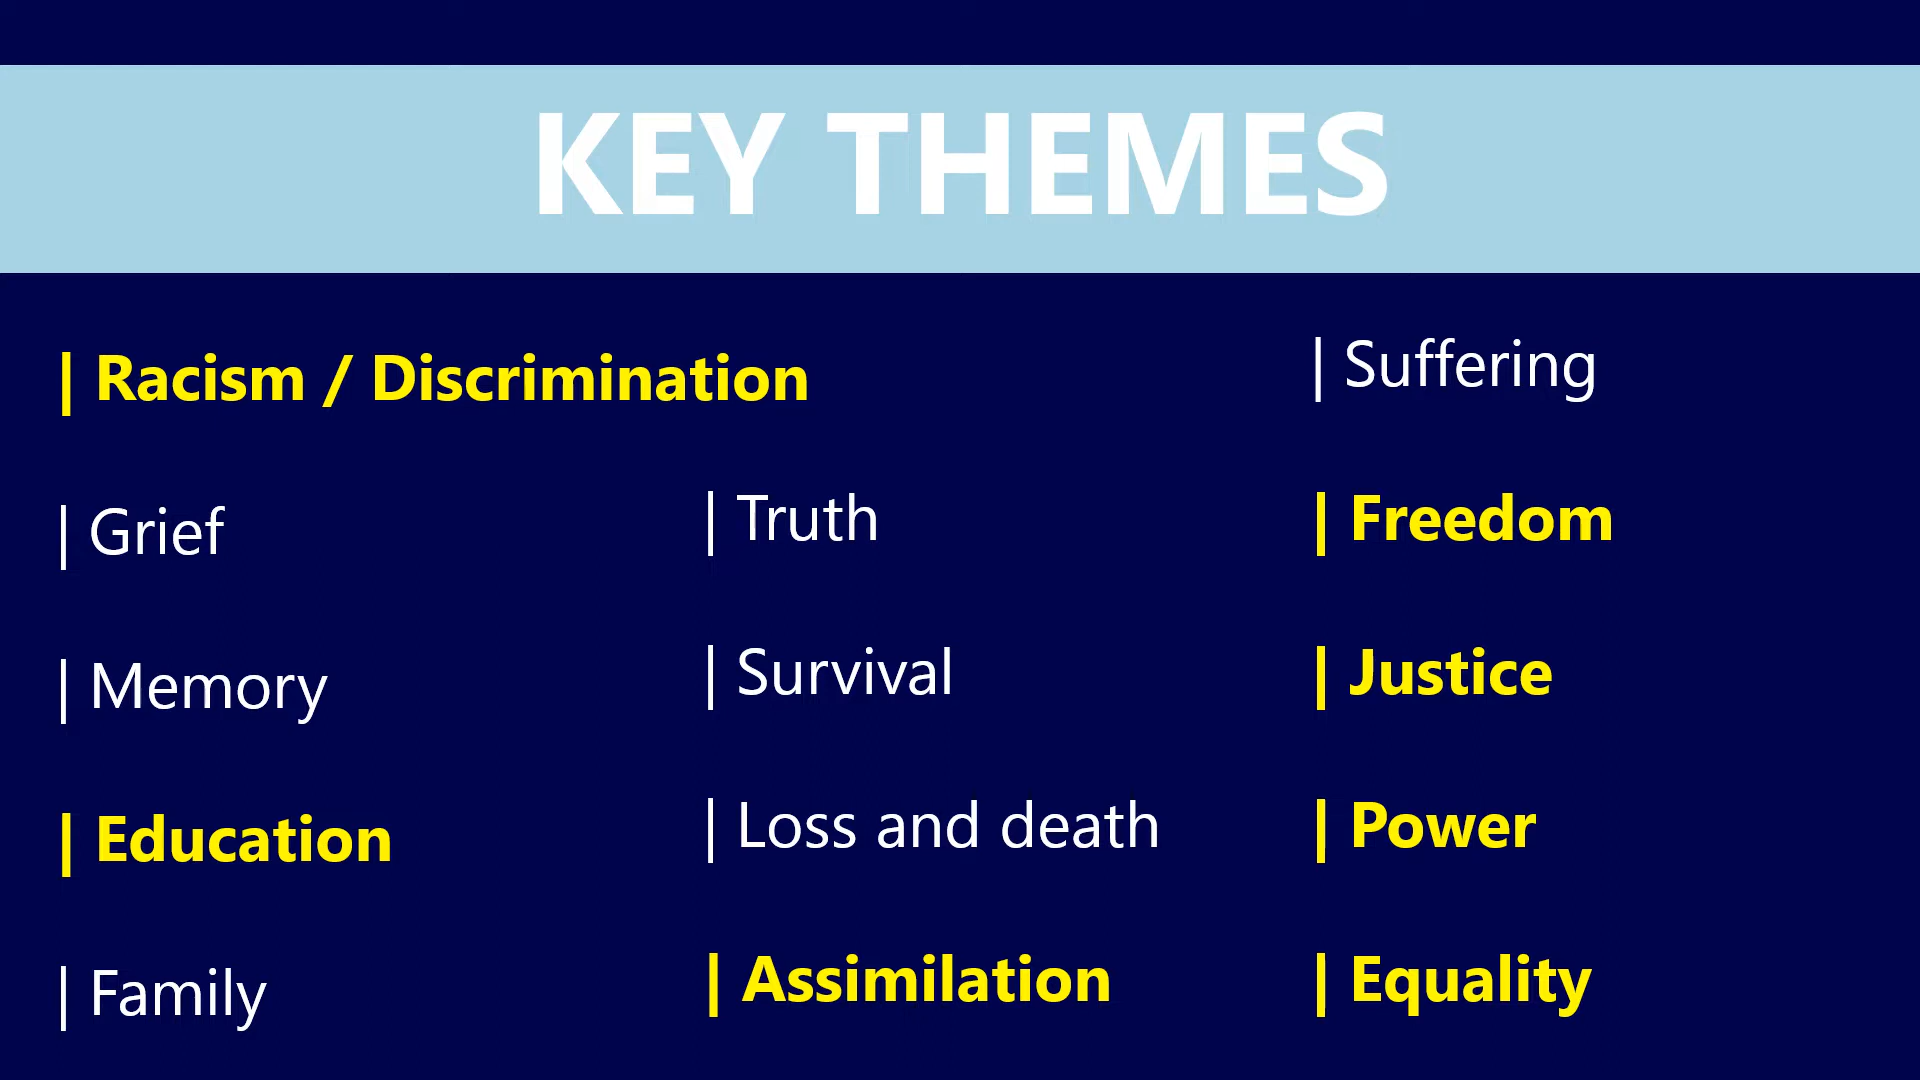 KEY THEMES
| Racism / Discrimination
| Grief
| Memory
| Education
| Family
| Truth
| Survival
| Loss and death
| Assimilation
| Suffering
| Freedom
| Justice
| Power
| Equality